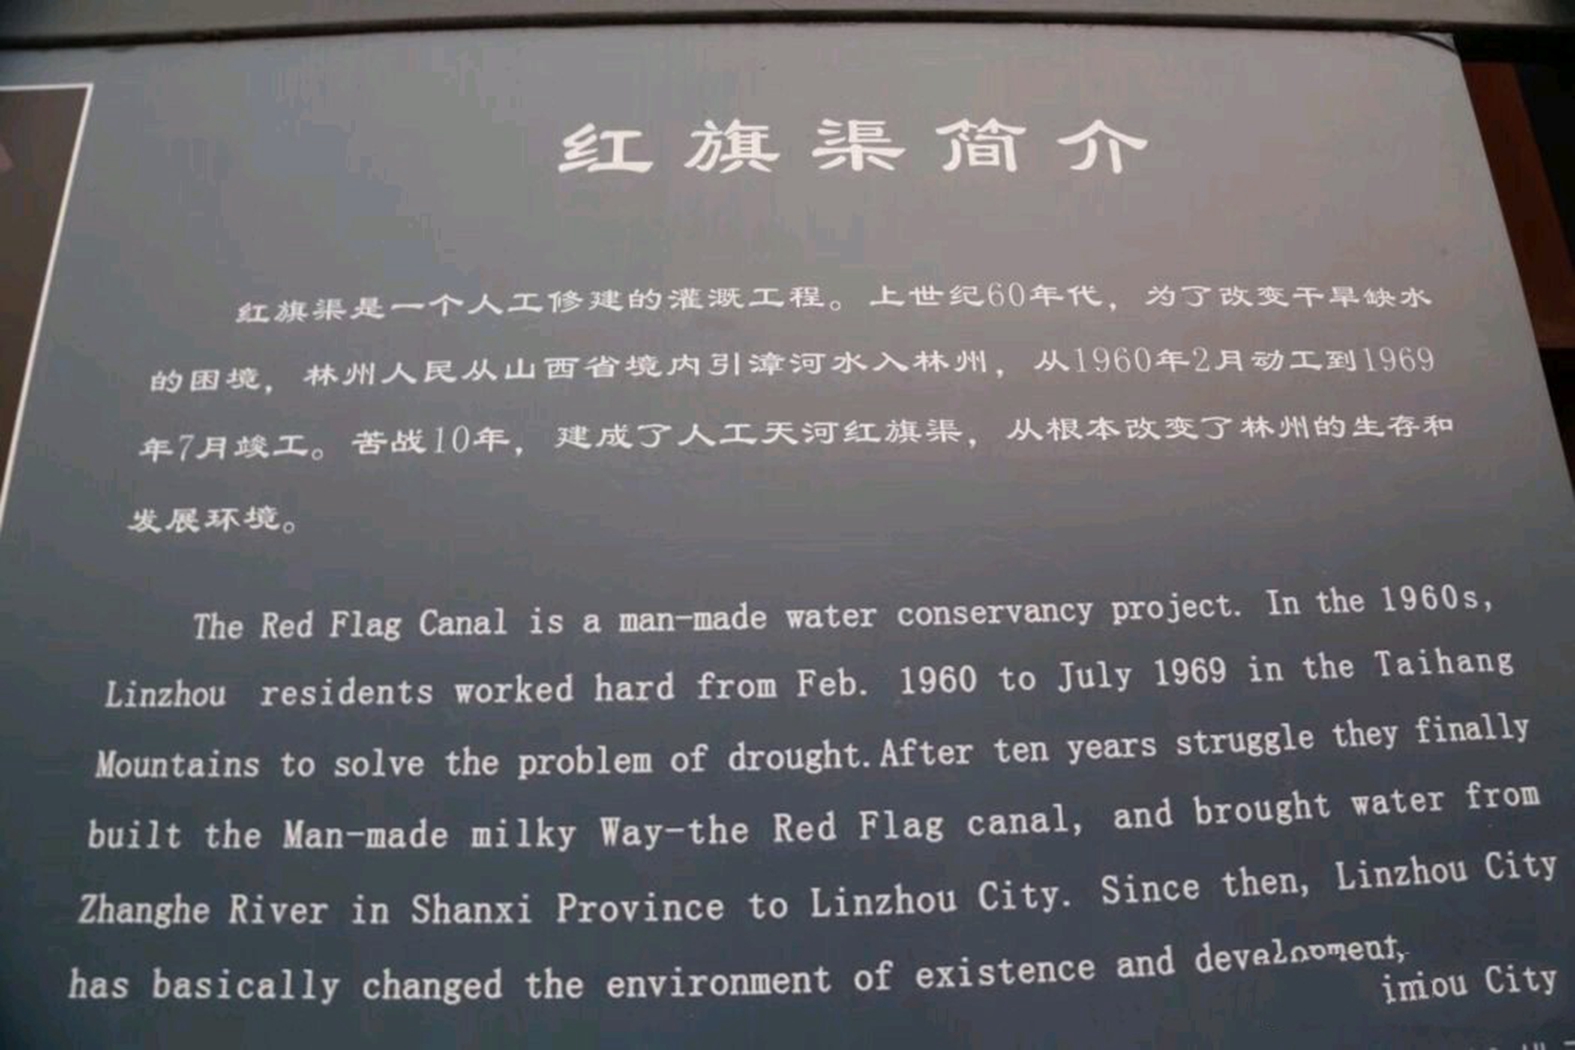 红旗渠简介
红旗渠是一个人工修建的灌溉工程。上世纪60年代，为了改变干旱缺水
的困境，林州人民从山西省境内引漳河水入林州，从1960年2月动工到1969
年7月竣工。苦战10年，建成了人工天河红旗渠，从根本改变了林州的生存和
发展环境。
The Red Flag Canal is a man-made water conservancy project. In the 1960s,
Linzhou residents worked hard from Feb. 1960 to July 1969 in the Taihang
Mountains to solve the problem of drought. After ten years struggle they finally
built the Man-made milky Way-the Red Flag canal, and brought water from
Zhanghe River in Shanxi Province to Linzhou City. Since then, Linzhou City
has basically changed the environment of existence and
City